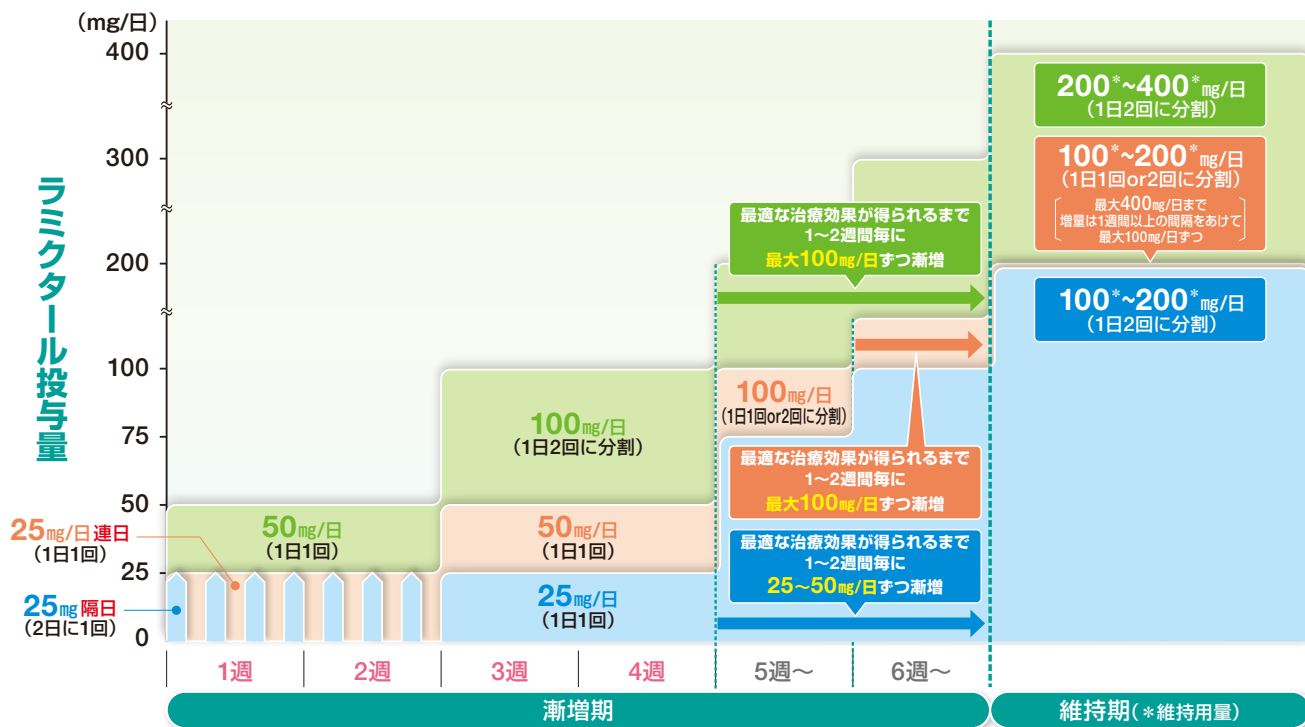 (mg/日)
400
300
200
100
75
50
25
0
ラミクタール投与量
25mg/日 連日
(1日1回)
25mg 隔日
(2日に1回)
50mg/日
(1日1回)
100mg/日
(1日2回に分割)
50mg/日
(1日1回)
25mg/日
(1日1回)
100mg/日
(1日1回or2回に分割)
最適な治療効果が得られるまで
1〜2週間毎に
最大100mg/日ずつ漸増
最適な治療効果が得られるまで
1〜2週間毎に
最大100mg/日ずつ漸増
最適な治療効果が得られるまで
1〜2週間毎に
25〜50mg/日ずつ漸増
200*~400*mg/日
(1日2回に分割)
100*~200*mg/日
(1日1回or2回に分割)
最大400mg/日まで
増量は1週間以上の間隔をあけて
最大100mg/日ずつ
100*~200*mg/日
(1日2回に分割)
1週
2週
3週
4週
5週〜
6週〜
漸増期
維持期(*維持用量)